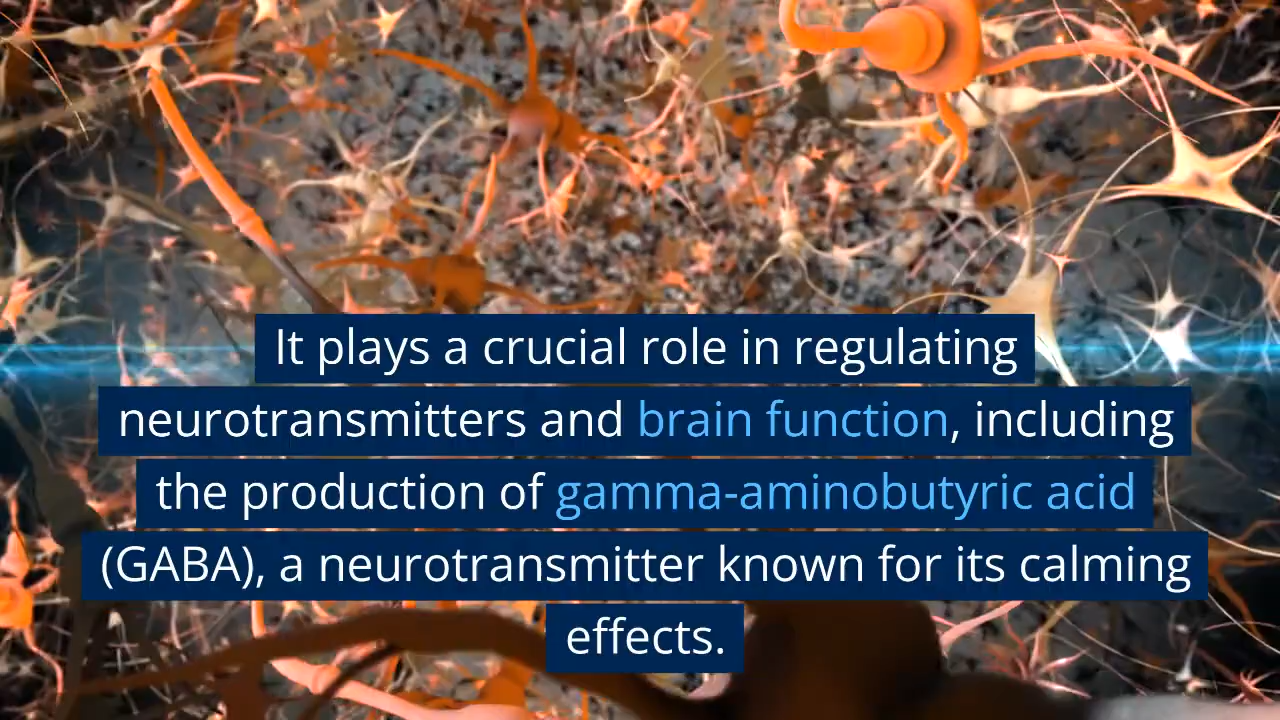 It plays a crucial role in regulating
neurotransmitters and brain function, including
the production of gamma-aminobutyric acid
(GABA), a neurotransmitter known for its calming
effects.